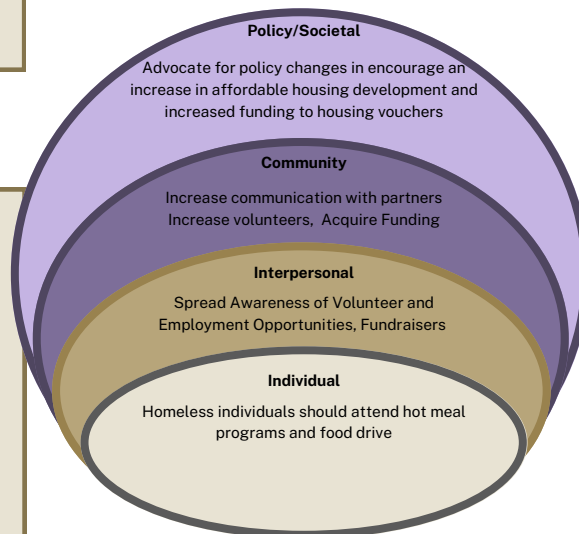 Policy/Societal
Advocate for policy changes in encourage an
increase in affordable housing development and
increased funding to housing vouchers
Community
Increase communication with partners
Increase volunteers, Acquire Funding
Interpersonal
Spread Awareness of Volunteer and
Employment Opportunities, Fundraisers
Individual
Homeless individuals should attend hot meal
programs and food drive